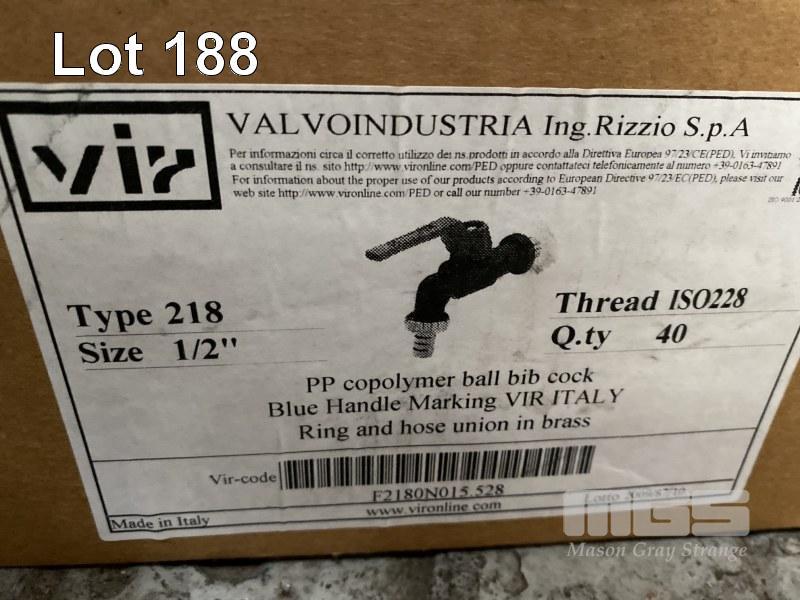 Lot 188
vir
VALVOINDUSTRIA Ing.Rizzio S.p.A
Per informazioni circa il corretto utilizzo dei ns.prodotti in accordo alla Direttiva Europea 97/23/CE(PED), Vi invitiamo
a consultare il ns. sito http://www.vironline.com/PED oppure contattateci telefonicamente al numero +39-0163-47891
For information about the proper use of our products according to European Directive 97/23/EC(PED), please visit our
web site http://www.vironline.com/PED or call our number +39-0163-47891
ISO 9001
Type 218
Size 1/2"
Thread ISO228
Q.ty 40
PP copolymer ball bib cock
Blue Handle Marking VIR ITALY
Ring and hose union in brass
Vir-code
F2180N015.528
www.vironline.com
Made in Italy
Lotto
MGS
Mason Gray Strange